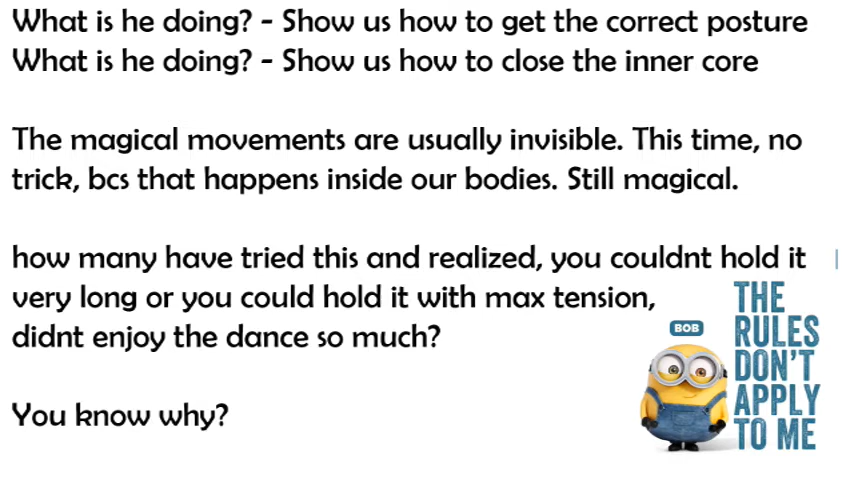 What is he doing? - Show us how to get the correct posture
What is he doing? - Show us how to close the inner core
The magical movements are usually invisible. This time, no
trick, bcs that happens inside our bodies. Still magical.
how many have tried this and realized, you couldnt hold it
very long or you could hold it with max tension,
didnt enjoy the dance so much?
You know why?
BOB
THE
RULES
DON'T
APPLY
TO ME